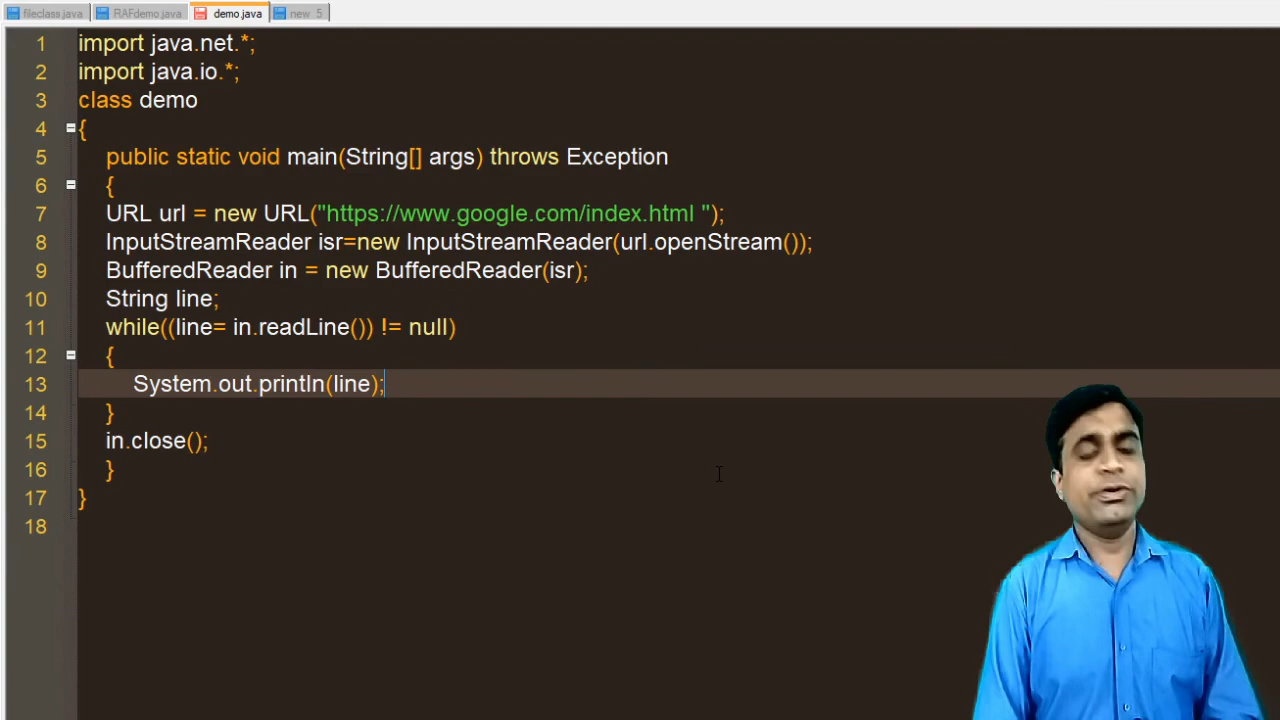 fileclass.java RAFdemo.java demo.java new 5
1 import java.net.*;
2 import java.io.*;
3 class demo
4 {
5 public static void main(String[] args) throws Exception
6 {
7 URL url = new URL("https://www.google.com/index.html ");
8 InputStreamReader isr=new InputStreamReader(url.openStream());
9 BufferedReader in = new BufferedReader(isr);
10 String line;
11 while((line= in.readLine()) != null)
12 {
13 System.out.println(line);
14 }
15 in.close();
16 }
17 }
18